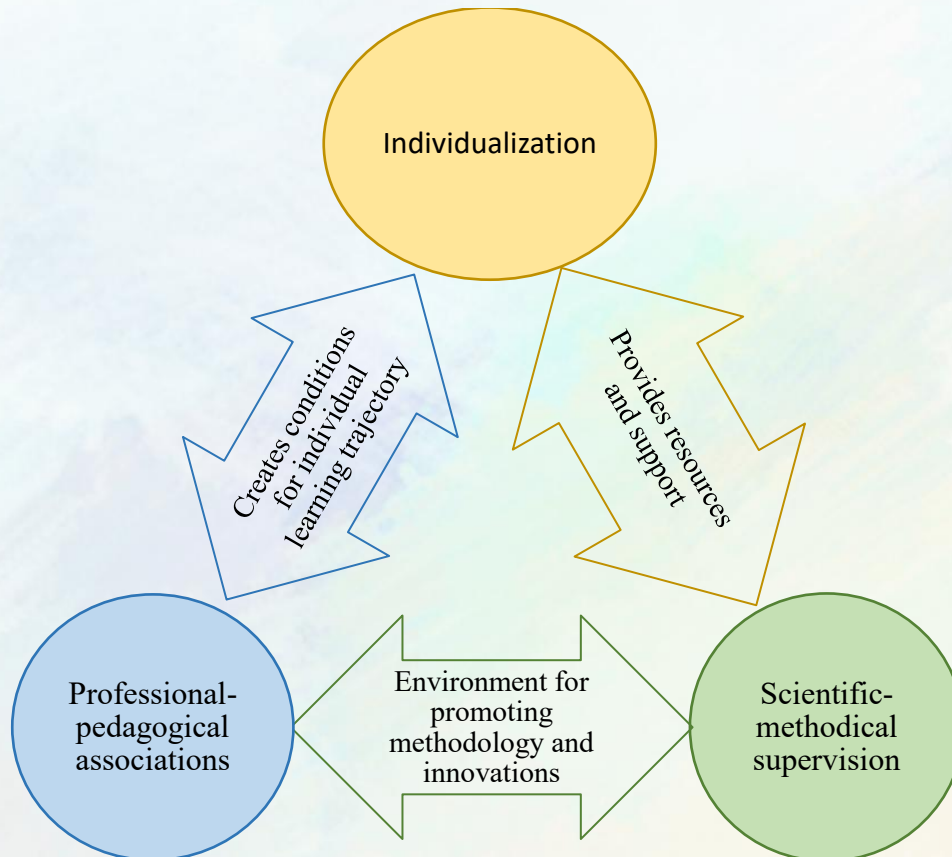 Individualization
Creates conditions
for individual
learning trajectory
Provides resources
and support
Professional-
pedagogical
associations
Environment for
promoting
methodology and
innovations
Scientific-
methodical
supervision